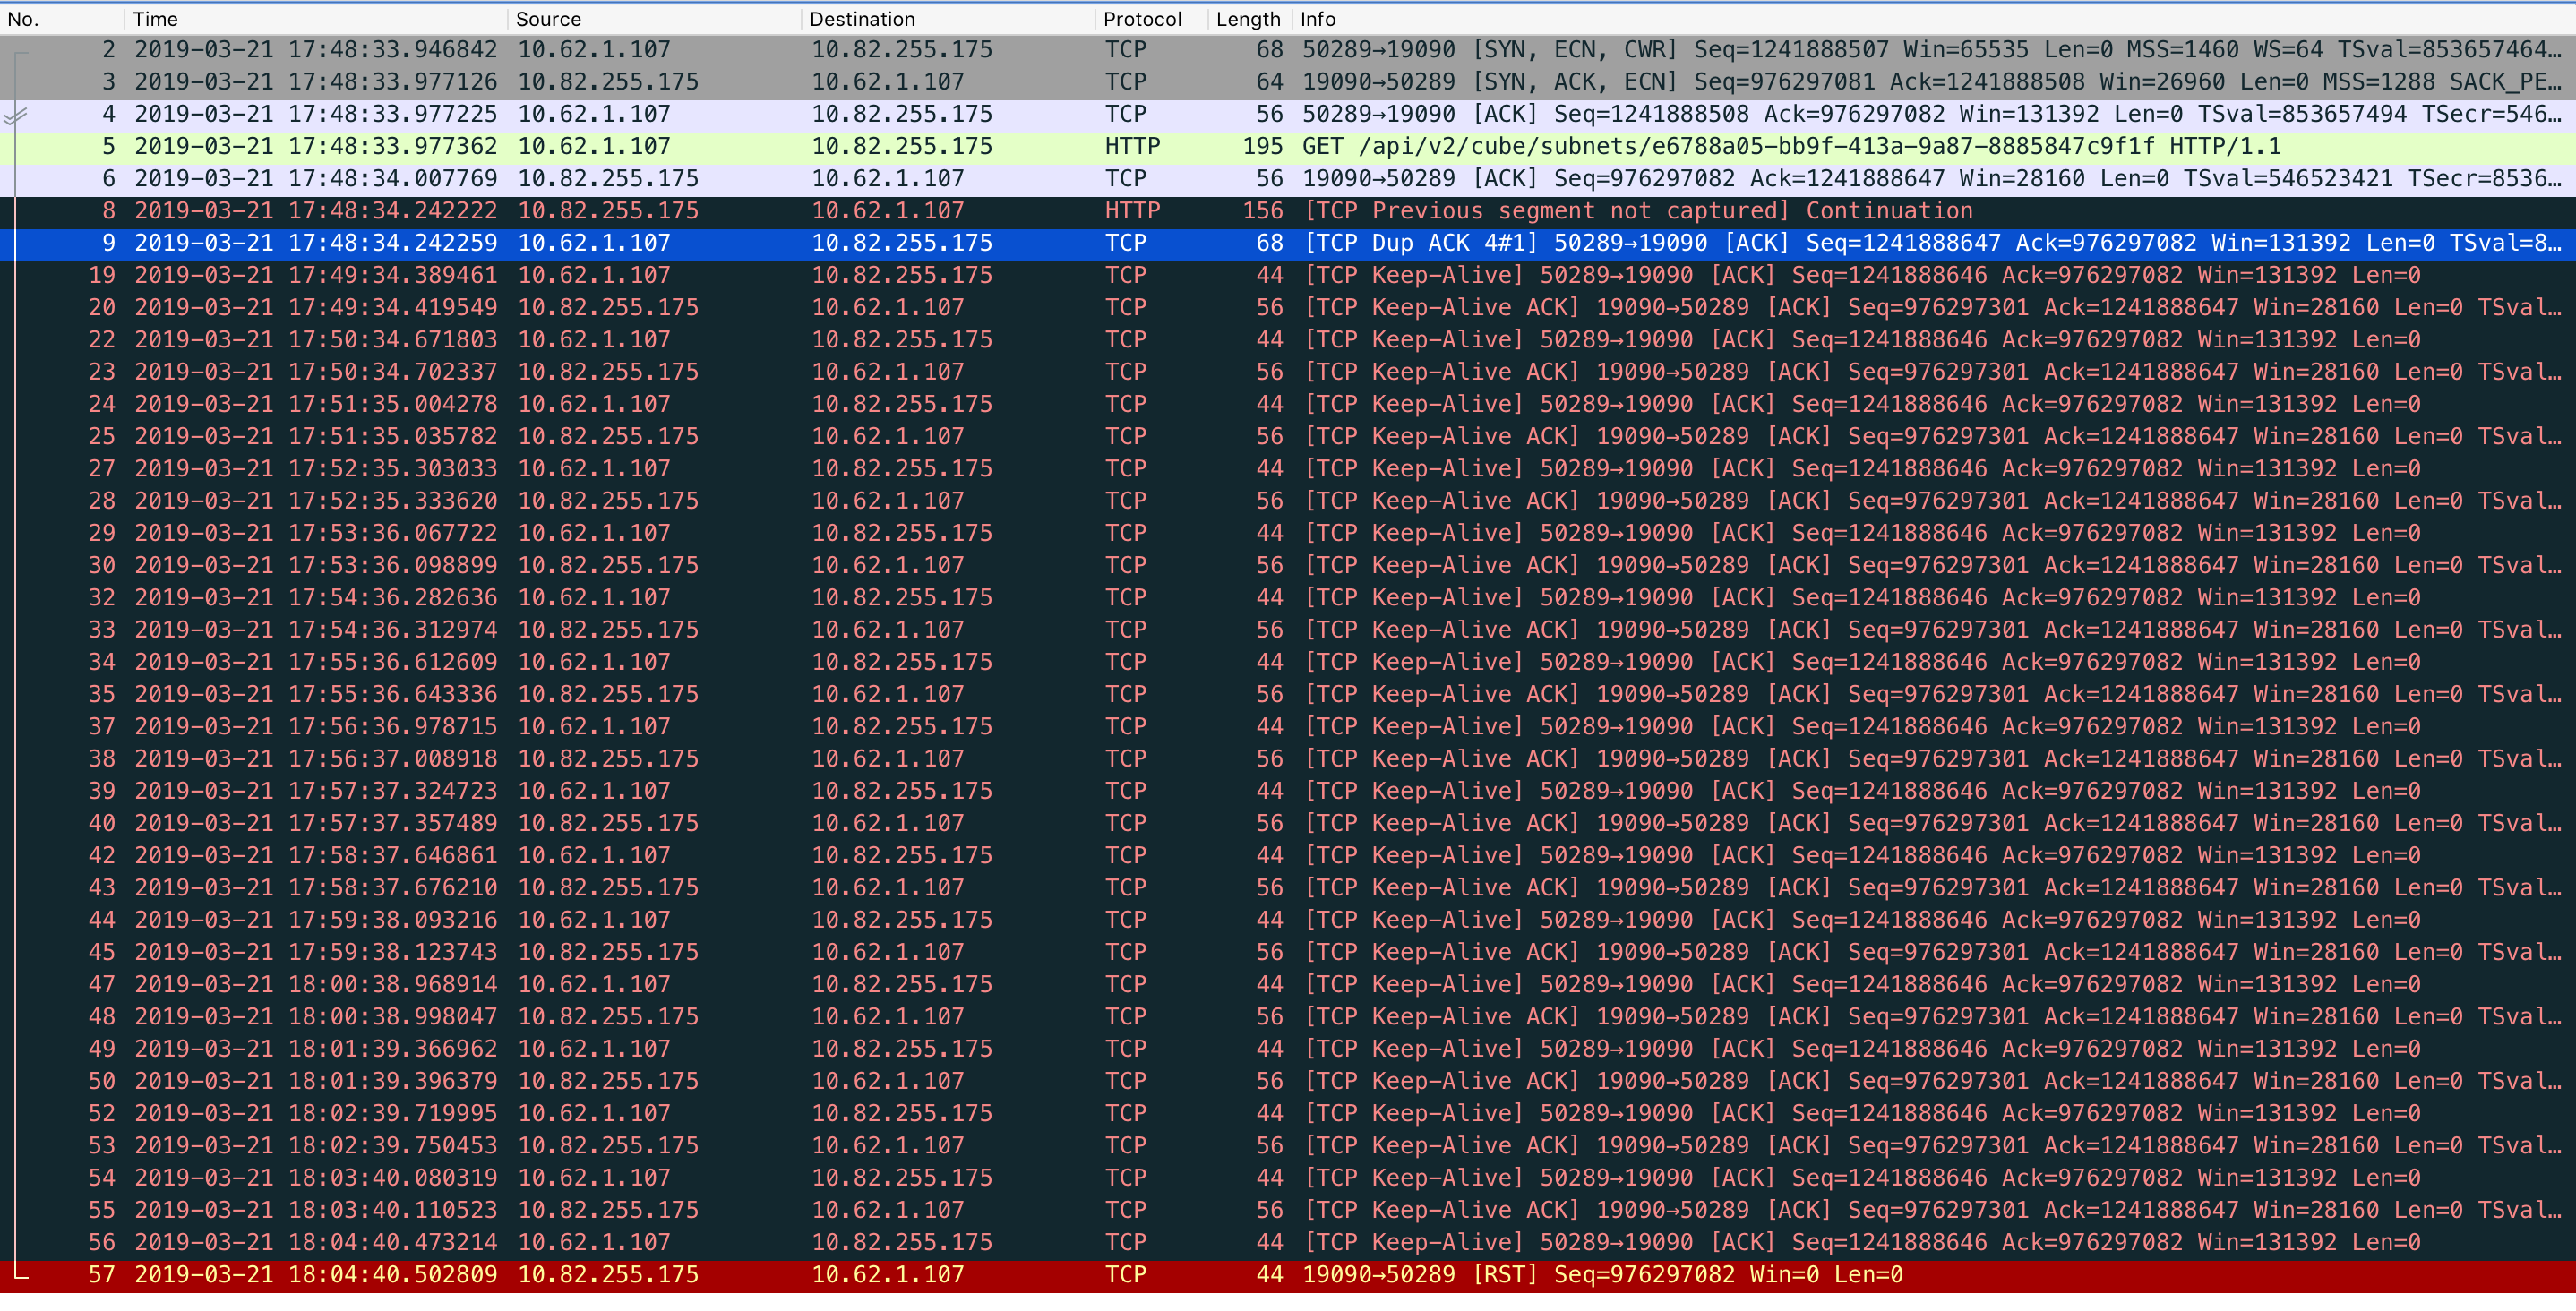 No. Time Source Destination Protocol Length Info
2 2019-03-21 17:48:33.946842 10.62.1.107 10.82.255.175 TCP 68 50289→19090 [SYN, ECN, CWR] Seq=1241888507 Win=65535 Len=0 MSS=1460 WS=64 TSval=853657464…
3 2019-03-21 17:48:33.977126 10.82.255.175 10.62.1.107 TCP 64 19090→50289 [SYN, ACK, ECN] Seq=976297081 Ack=1241888508 Win=26960 Len=0 MSS=1288 SACK_PE…
4 2019-03-21 17:48:33.977225 10.62.1.107 10.82.255.175 TCP 56 50289→19090 [ACK] Seq=1241888508 Ack=976297082 Win=131392 Len=0 TSval=853657494 TSecr=546…
5 2019-03-21 17:48:33.977362 10.62.1.107 10.82.255.175 HTTP 195 GET /api/v2/cube/subnets/e6788a05-bb9f-413a-9a87-8885847c9f1f HTTP/1.1
6 2019-03-21 17:48:34.007769 10.82.255.175 10.62.1.107 TCP 56 19090→50289 [ACK] Seq=976297082 Ack=1241888647 Win=28160 Len=0 TSval=546523421 TSecr=8536…
8 2019-03-21 17:48:34.242222 10.82.255.175 10.62.1.107 HTTP 156 [TCP Previous segment not captured] Continuation
9 2019-03-21 17:48:34.242259 10.62.1.107 10.82.255.175 TCP 68 [TCP Dup ACK 4#1] 50289→19090 [ACK] Seq=1241888647 Ack=976297082 Win=131392 Len=0 TSval=8…
19 2019-03-21 17:49:34.389461 10.62.1.107 10.82.255.175 TCP 44 [TCP Keep-Alive] 50289→19090 [ACK] Seq=1241888646 Ack=976297082 Win=131392 Len=0
20 2019-03-21 17:49:34.419549 10.82.255.175 10.62.1.107 TCP 56 [TCP Keep-Alive ACK] 19090→50289 [ACK] Seq=976297301 Ack=1241888647 Win=28160 Len=0 TSval…
22 2019-03-21 17:50:34.671803 10.62.1.107 10.82.255.175 TCP 44 [TCP Keep-Alive] 50289→19090 [ACK] Seq=1241888646 Ack=976297082 Win=131392 Len=0
23 2019-03-21 17:50:34.702337 10.82.255.175 10.62.1.107 TCP 56 [TCP Keep-Alive ACK] 19090→50289 [ACK] Seq=976297301 Ack=1241888647 Win=28160 Len=0 TSval…
24 2019-03-21 17:51:35.004278 10.62.1.107 10.82.255.175 TCP 44 [TCP Keep-Alive] 50289→19090 [ACK] Seq=1241888646 Ack=976297082 Win=131392 Len=0
25 2019-03-21 17:51:35.035782 10.82.255.175 10.62.1.107 TCP 56 [TCP Keep-Alive ACK] 19090→50289 [ACK] Seq=976297301 Ack=1241888647 Win=28160 Len=0 TSval…
27 2019-03-21 17:52:35.303033 10.62.1.107 10.82.255.175 TCP 44 [TCP Keep-Alive] 50289→19090 [ACK] Seq=1241888646 Ack=976297082 Win=131392 Len=0
28 2019-03-21 17:52:35.333620 10.82.255.175 10.62.1.107 TCP 56 [TCP Keep-Alive ACK] 19090→50289 [ACK] Seq=976297301 Ack=1241888647 Win=28160 Len=0 TSval…
29 2019-03-21 17:53:36.067722 10.62.1.107 10.82.255.175 TCP 44 [TCP Keep-Alive] 50289→19090 [ACK] Seq=1241888646 Ack=976297082 Win=131392 Len=0
30 2019-03-21 17:53:36.098899 10.82.255.175 10.62.1.107 TCP 56 [TCP Keep-Alive ACK] 19090→50289 [ACK] Seq=976297301 Ack=1241888647 Win=28160 Len=0 TSval…
32 2019-03-21 17:54:36.282636 10.62.1.107 10.82.255.175 TCP 44 [TCP Keep-Alive] 50289→19090 [ACK] Seq=1241888646 Ack=976297082 Win=131392 Len=0
33 2019-03-21 17:54:36.312974 10.82.255.175 10.62.1.107 TCP 56 [TCP Keep-Alive ACK] 19090→50289 [ACK] Seq=976297301 Ack=1241888647 Win=28160 Len=0 TSval…
34 2019-03-21 17:55:36.612609 10.62.1.107 10.82.255.175 TCP 44 [TCP Keep-Alive] 50289→19090 [ACK] Seq=1241888646 Ack=976297082 Win=131392 Len=0
35 2019-03-21 17:55:36.643336 10.82.255.175 10.62.1.107 TCP 56 [TCP Keep-Alive ACK] 19090→50289 [ACK] Seq=976297301 Ack=1241888647 Win=28160 Len=0 TSval…
37 2019-03-21 17:56:36.978715 10.62.1.107 10.82.255.175 TCP 44 [TCP Keep-Alive] 50289→19090 [ACK] Seq=1241888646 Ack=976297082 Win=131392 Len=0
38 2019-03-21 17:56:37.008918 10.82.255.175 10.62.1.107 TCP 56 [TCP Keep-Alive ACK] 19090→50289 [ACK] Seq=976297301 Ack=1241888647 Win=28160 Len=0 TSval…
39 2019-03-21 17:57:37.324723 10.62.1.107 10.82.255.175 TCP 44 [TCP Keep-Alive] 50289→19090 [ACK] Seq=1241888646 Ack=976297082 Win=131392 Len=0
40 2019-03-21 17:57:37.357489 10.82.255.175 10.62.1.107 TCP 56 [TCP Keep-Alive ACK] 19090→50289 [ACK] Seq=976297301 Ack=1241888647 Win=28160 Len=0 TSval…
42 2019-03-21 17:58:37.646861 10.62.1.107 10.82.255.175 TCP 44 [TCP Keep-Alive] 50289→19090 [ACK] Seq=1241888646 Ack=976297082 Win=131392 Len=0
43 2019-03-21 17:58:37.676210 10.82.255.175 10.62.1.107 TCP 56 [TCP Keep-Alive ACK] 19090→50289 [ACK] Seq=976297301 Ack=1241888647 Win=28160 Len=0 TSval…
44 2019-03-21 17:59:38.093216 10.62.1.107 10.82.255.175 TCP 44 [TCP Keep-Alive] 50289→19090 [ACK] Seq=1241888646 Ack=976297082 Win=131392 Len=0
45 2019-03-21 17:59:38.123743 10.82.255.175 10.62.1.107 TCP 56 [TCP Keep-Alive ACK] 19090→50289 [ACK] Seq=976297301 Ack=1241888647 Win=28160 Len=0 TSval…
47 2019-03-21 18:00:38.968914 10.62.1.107 10.82.255.175 TCP 44 [TCP Keep-Alive] 50289→19090 [ACK] Seq=1241888646 Ack=976297082 Win=131392 Len=0
48 2019-03-21 18:00:38.998047 10.82.255.175 10.62.1.107 TCP 56 [TCP Keep-Alive ACK] 19090→50289 [ACK] Seq=976297301 Ack=1241888647 Win=28160 Len=0 TSval…
49 2019-03-21 18:01:39.366962 10.62.1.107 10.82.255.175 TCP 44 [TCP Keep-Alive] 50289→19090 [ACK] Seq=1241888646 Ack=976297082 Win=131392 Len=0
50 2019-03-21 18:01:39.396379 10.82.255.175 10.62.1.107 TCP 56 [TCP Keep-Alive ACK] 19090→50289 [ACK] Seq=976297301 Ack=1241888647 Win=28160 Len=0 TSval…
52 2019-03-21 18:02:39.719995 10.62.1.107 10.82.255.175 TCP 44 [TCP Keep-Alive] 50289→19090 [ACK] Seq=1241888646 Ack=976297082 Win=131392 Len=0
53 2019-03-21 18:02:39.750453 10.82.255.175 10.62.1.107 TCP 56 [TCP Keep-Alive ACK] 19090→50289 [ACK] Seq=976297301 Ack=1241888647 Win=28160 Len=0 TSval…
54 2019-03-21 18:03:40.080319 10.62.1.107 10.82.255.175 TCP 44 [TCP Keep-Alive] 50289→19090 [ACK] Seq=1241888646 Ack=976297082 Win=131392 Len=0
55 2019-03-21 18:03:40.110523 10.82.255.175 10.62.1.107 TCP 56 [TCP Keep-Alive ACK] 19090→50289 [ACK] Seq=976297301 Ack=1241888647 Win=28160 Len=0 TSval…
56 2019-03-21 18:04:40.473214 10.62.1.107 10.82.255.175 TCP 44 [TCP Keep-Alive] 50289→19090 [ACK] Seq=1241888646 Ack=976297082 Win=131392 Len=0
57 2019-03-21 18:04:40.502809 10.82.255.175 10.62.1.107 TCP 44 19090→50289 [RST] Seq=976297082 Win=0 Len=0